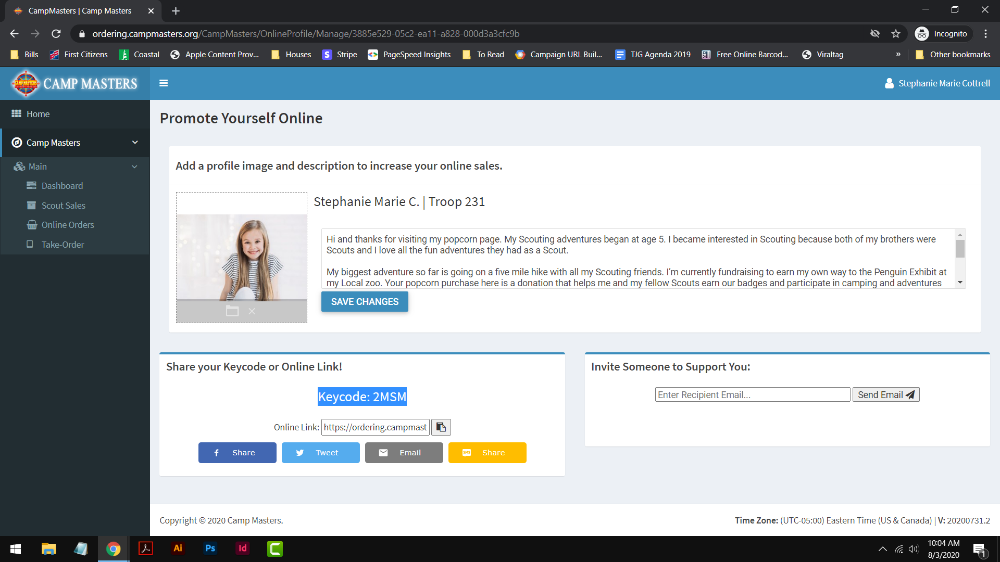 CampMasters | Camp Masters
ordering.campmasters.org/CampMasters/OnlineProfile/Manage/3885e529-05c2-ea11-a828-000d3a3cfc9b
Incognito
Bills
First Citizens
Coastal
Apple Content Prov...
Houses
Stripe
PageSpeed Insights
To Read
Campaign URL Buil...
TJG Agenda 2019
Free Online Barcod...
Viraltag
»
Other bookmarks
CAMP MASTERS
CAMP MASTERS
Stephanie Marie Cottrell
Home
Camp Masters
Main
Dashboard
Scout Sales
Online Orders
Take-Order
Promote Yourself Online
Add a profile image and description to increase your online sales.
Stephanie Marie C. | Troop 231
Hi and thanks for visiting my popcorn page. My Scouting adventures began at age 5. I became interested in Scouting because both of my brothers were
Scouts and I love all the fun adventures they had as a Scout.
My biggest adventure so far is going on a five mile hike with all my Scouting friends. I’m currently fundraising to earn my own way to the Penguin Exhibit at
my Local zoo. Your popcorn purchase here is a donation that helps me and my fellow Scouts earn our badges and participate in camping and adventures
SAVE CHANGES
Share your Keycode or Online Link!
Keycode: 2MSM
Online Link: https://ordering.campmast
Share
Tweet
Email
SMS
Share
Invite Someone to Support You:
Enter Recipient Email...
Send Email
Copyright © 2020 Camp Masters.
Time Zone: (UTC-05:00) Eastern Time (US & Canada) | V: 20200731.2
Ai
Ps
Id
C
10:04 AM
8/3/2020
1